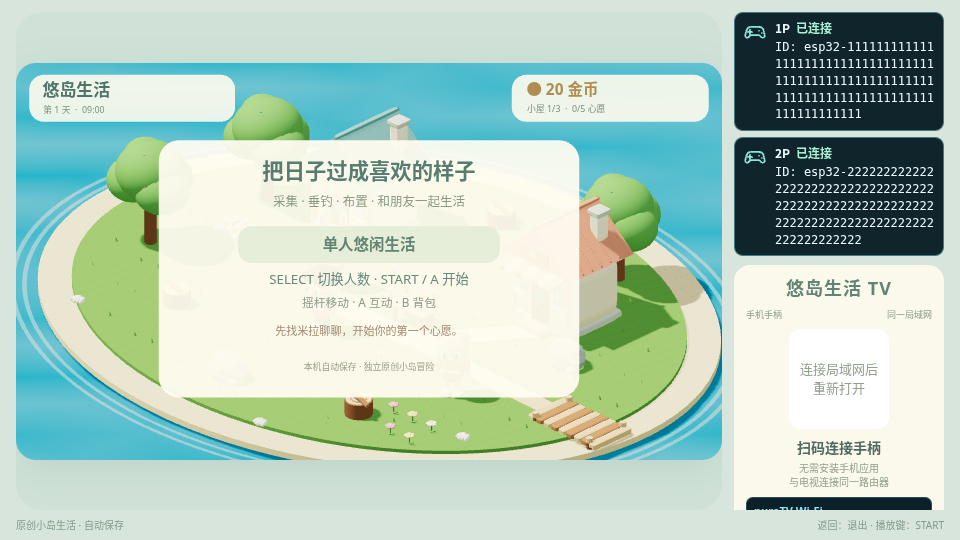 悠岛生活
第 1 天 · 09:00
20 金币
小屋 1/3 · 0/5 心愿
把日子过成喜欢的样子
采集 · 垂钓 · 布置 · 和朋友一起生活
单人悠闲生活
SELECT 切换人数 · START / A 开始
摇杆移动 · A 互动 · B 背包
先找米拉聊聊，开始你的第一个心愿。
本机自动保存 · 独立原创小岛冒险
1P 已连接
ID: esp32-111111111111
1111111111111111111111
1111111111111111111111
1111111111111111111111
111111111111
2P 已连接
ID: esp32-222222222222
2222222222222222222222
2222222222222222222222
2222222222222222222222
222222222222
悠岛生活 TV
手机手柄
同一局域网
连接局域网后
重新打开
扫码连接手柄
无需安装手机应用
与电视连接同一路由器
原创小岛生活 · 自动保存
返回：退出 · 播放键：START